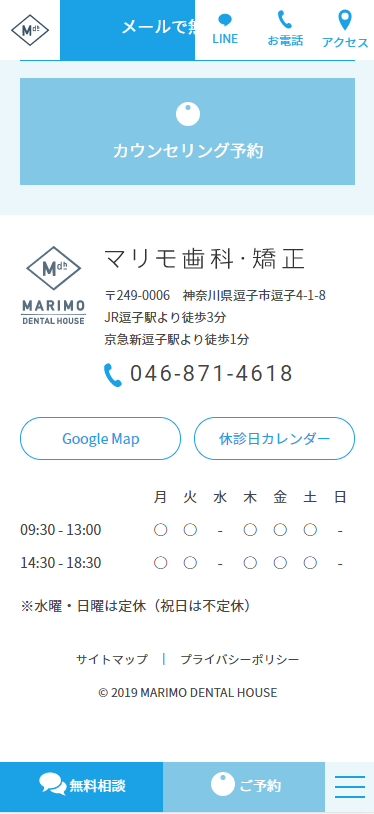 Mdh
メールで無
LINE
お電話
アクセス
カウンセリング予約
Mdh
MARIMO
DENTAL HOUSE
マリモ歯科・矯正
〒249-0006 神奈川県逗子市逗子4-1-8
JR逗子駅より徒歩3分
京急新逗子駅より徒歩1分
046-871-4618
Google Map
休診日カレンダー
月 火 水 木 金 土 日
09:30 - 13:00 〇 〇 - 〇 〇 〇 -
14:30 - 18:30 〇 〇 - 〇 〇 〇 -
※水曜・日曜は定休（祝日は不定休）
サイトマップ | プライバシーポリシー
© 2019 MARIMO DENTAL HOUSE
無料相談
ご予約